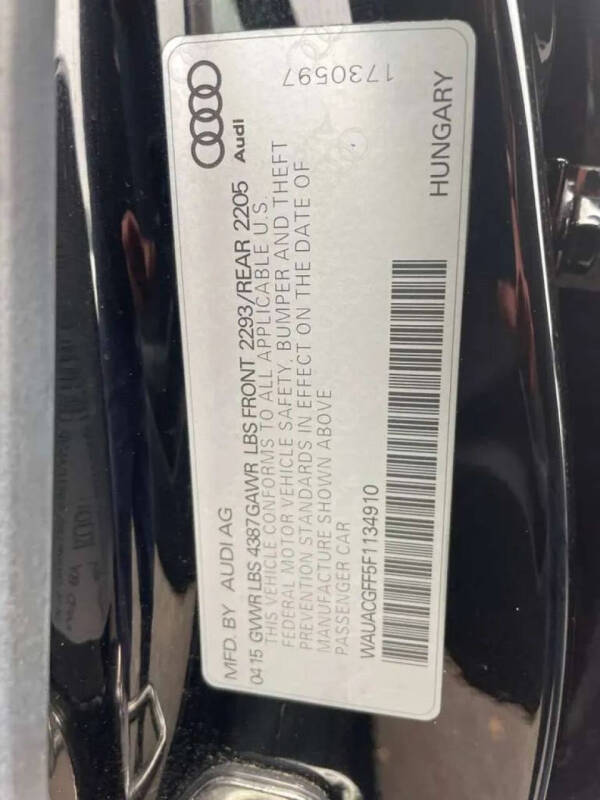 MFD. BY AUDI AG
Audi
0415 GVWR LBS 4387 GAWR LBS FRONT 2293/REAR 2205
THIS VEHICLE CONFORMS TO ALL APPLICABLE U.S.
FEDERAL MOTOR VEHICLE SAFETY, BUMPER AND THEFT
PREVENTION STANDARDS IN EFFECT ON THE DATE OF
MANUFACTURE SHOWN ABOVE
PASSENGER CAR
WAUACGFF5F1134910
HUNGARY
1730597